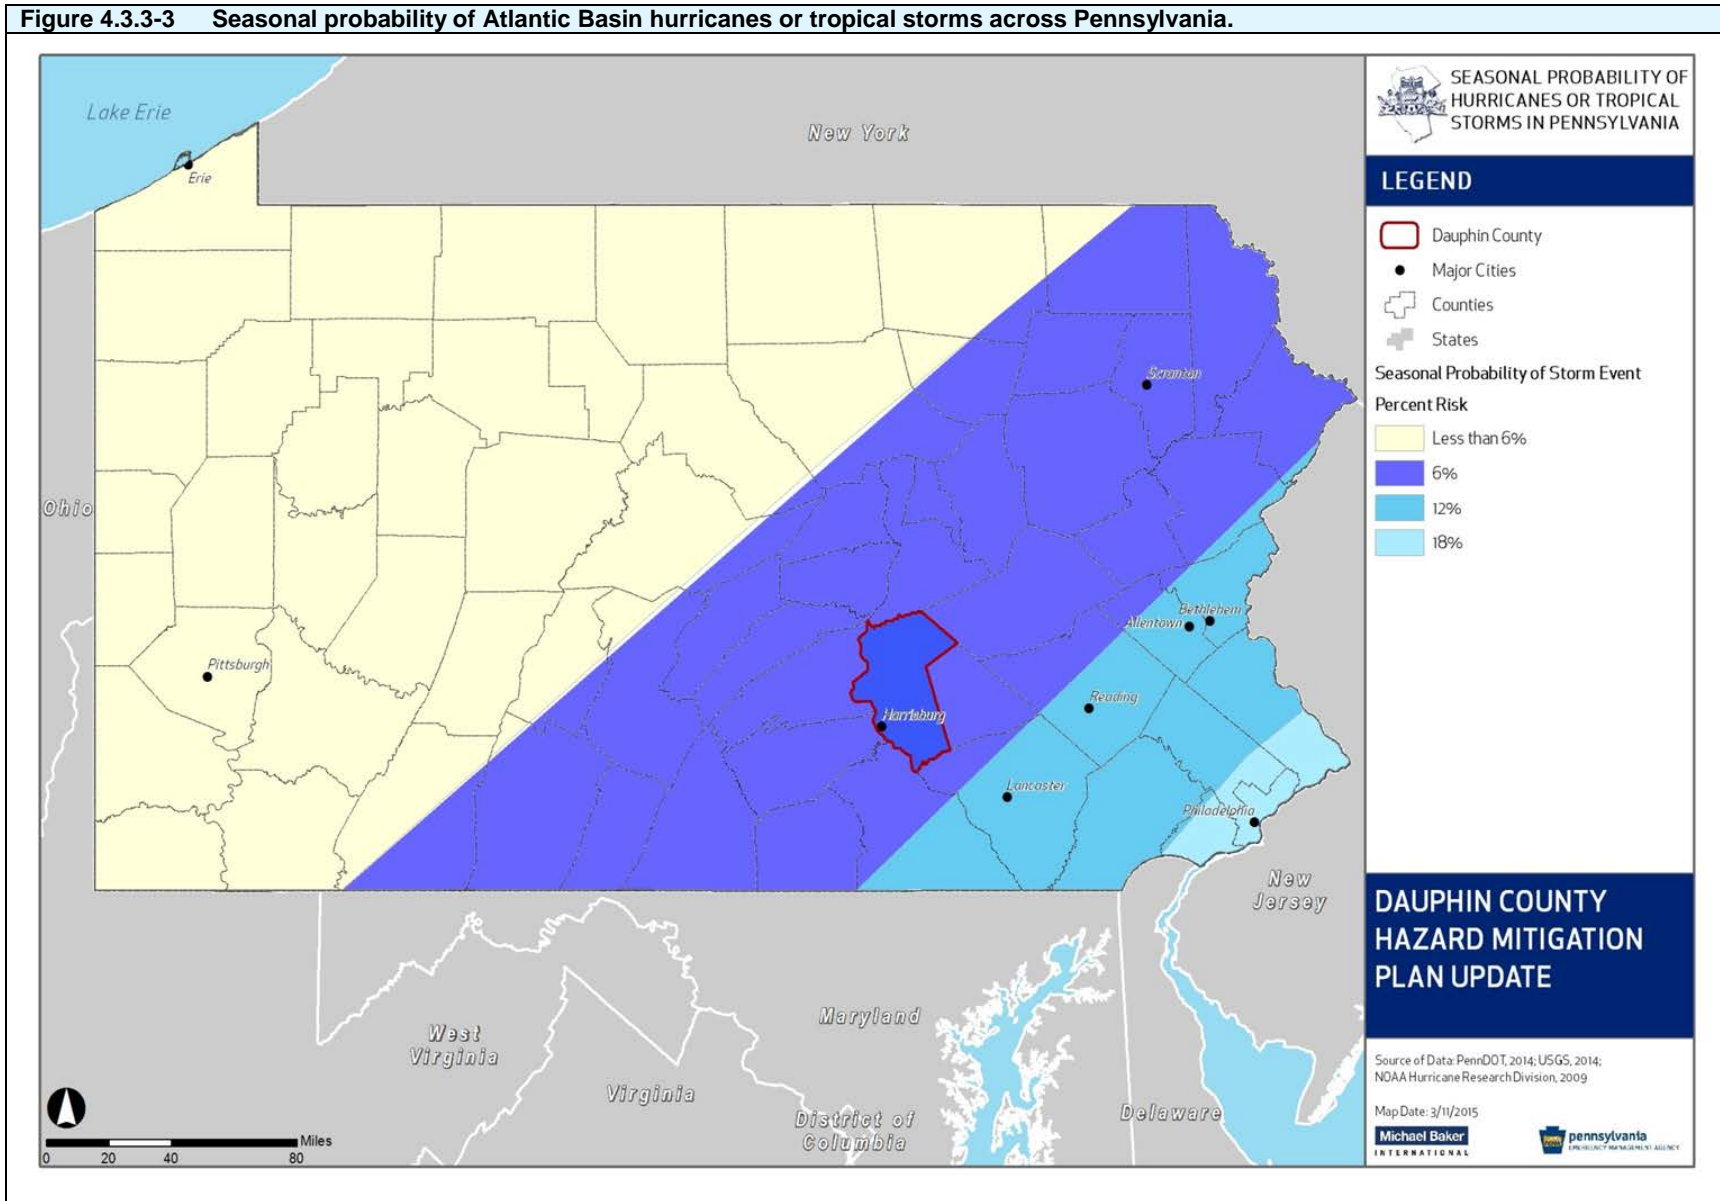 Figure 4.3.3-3 Seasonal probability of Atlantic Basin hurricanes or tropical storms across Pennsylvania.
SEASONAL PROBABILITY OF
HURRICANES OR TROPICAL
STORMS IN PENNSYLVANIA
LEGEND
Dauphin County
Major Cities
Counties
States
Seasonal Probability of Storm Event
Percent Risk
Less than 6%
6%
12%
18%
Lake Erie
New York
Erie
Scranton
Ohio
Bethlehem
Allentown
Pittsburgh
Reading
Harrisburg
Lancaster
Philadelphia
New
Jersey
Maryland
West
Virginia
Virginia
District of
Columbia
Delaware
Miles
0 20 40 80
DAUPHIN COUNTY
HAZARD MITIGATION
PLAN UPDATE
Source of Data: PennDOT, 2014; USGS, 2014;
NOAA Hurricane Research Division, 2009
Map Date: 3/11/2015
Michael Baker
INTERNATIONAL
pennsylvania
EMERGENCY MANAGEMENT AGENCY